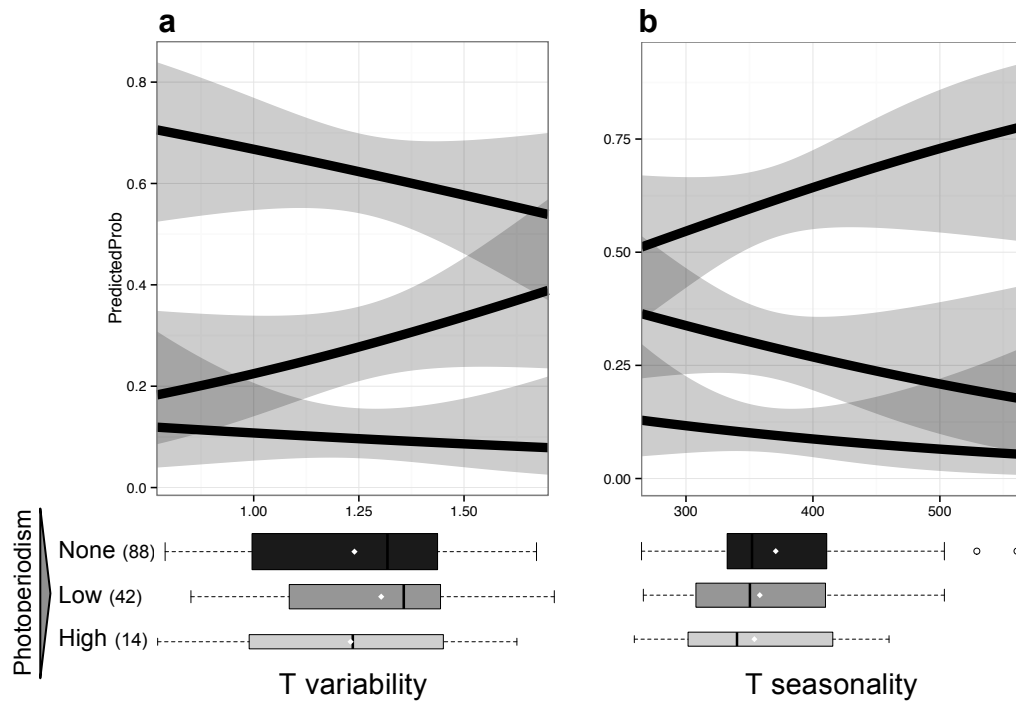 a
b
PredictedProb
0.8
0.6
0.4
0.2
0.0
1.00
1.25
1.50
0.75
0.50
0.25
0.00
300
400
500
Photoperiodism
None (88)
Low (42)
High (14)
T variability
T seasonality